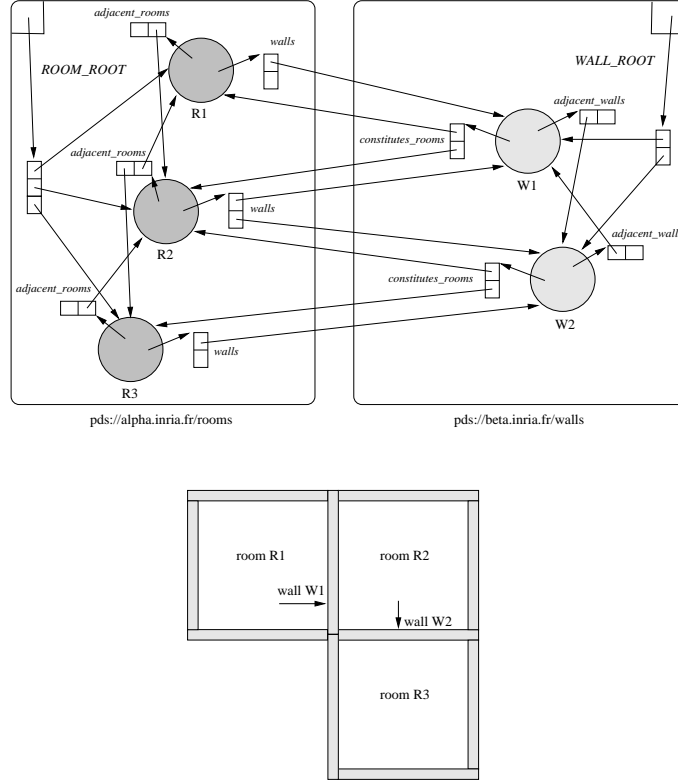 adjacent_rooms
walls
ROOM_ROOT
WALL_ROOT
adjacent_walls
R1
constitutes_rooms
adjacent_rooms
W1
walls
R2
adjacent_wall
constitutes_rooms
adjacent_rooms
W2
walls
R3
pds://alpha.inria.fr/rooms
pds://beta.inria.fr/walls
room R1
room R2
wall W1
wall W2
room R3